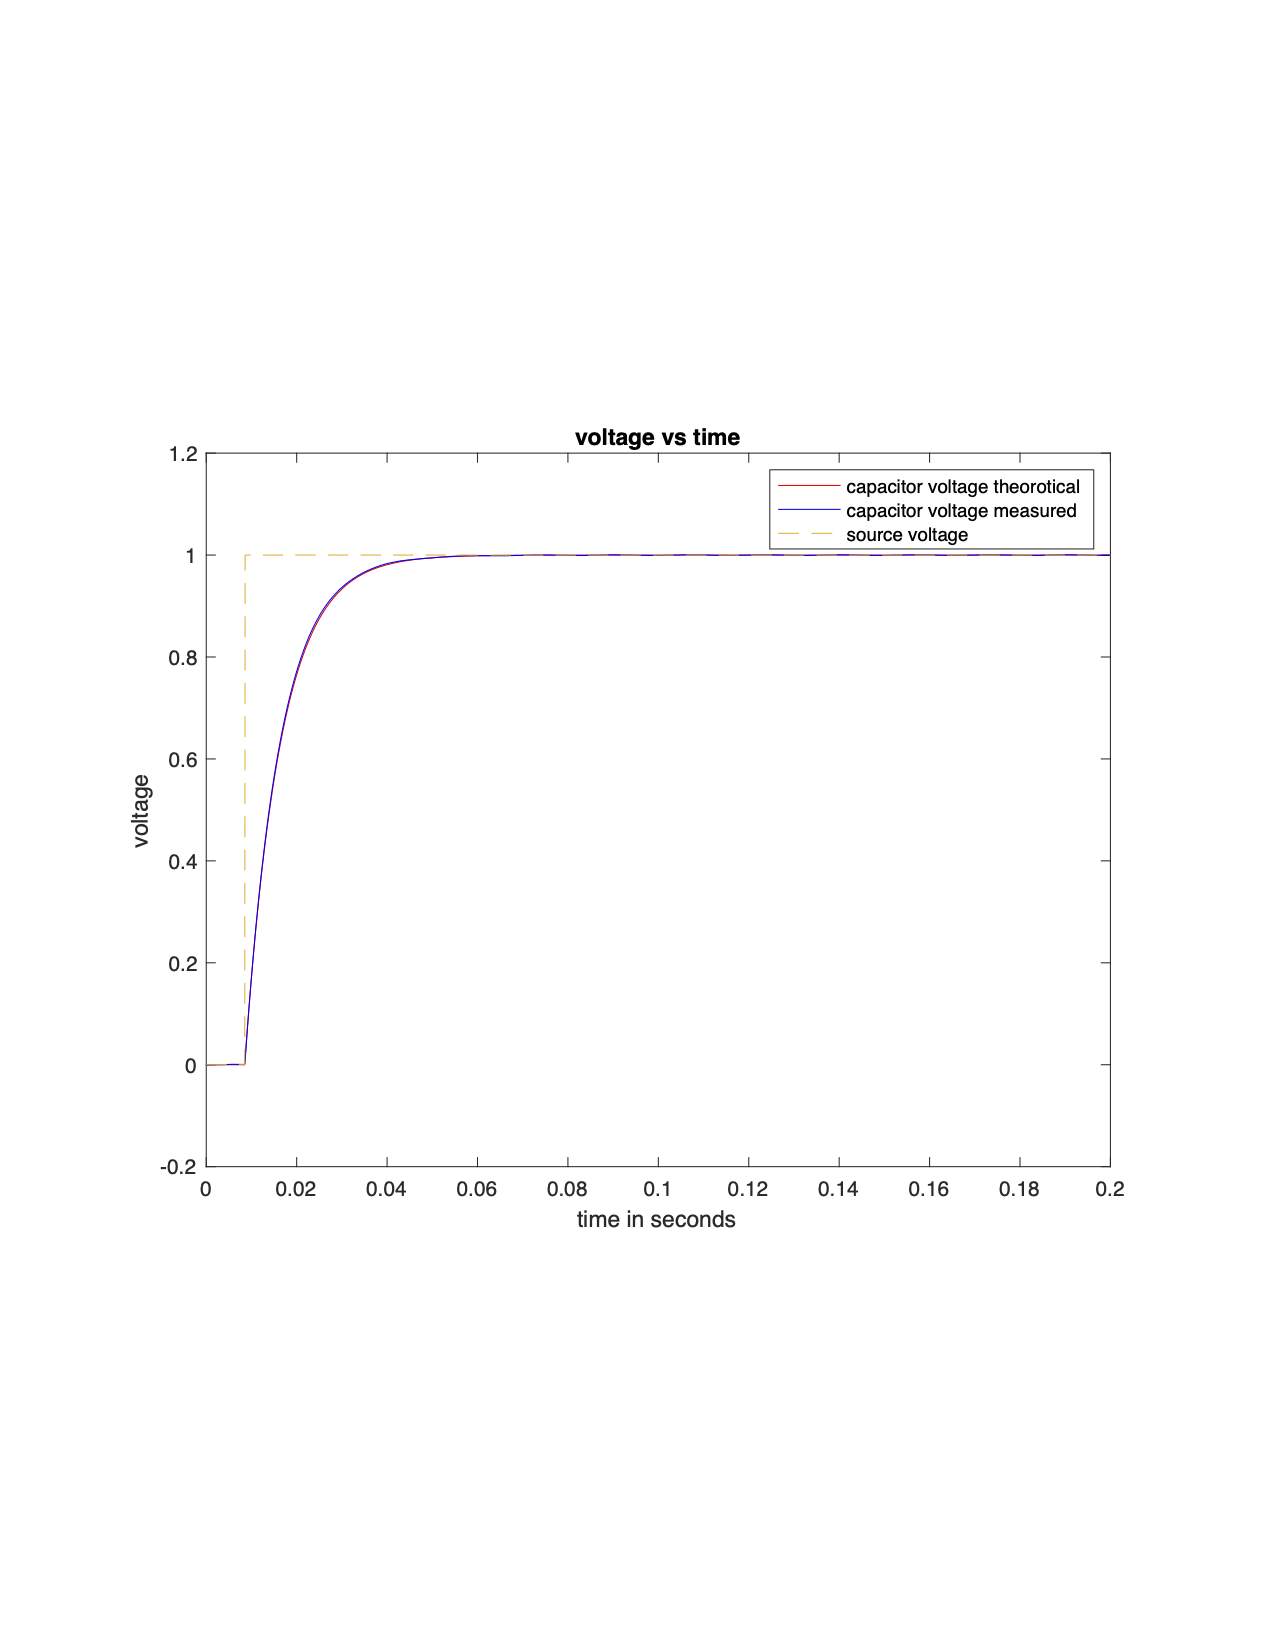 voltage vs time
1.2
capacitor voltage theorotical
capacitor voltage measured
source voltage
1
0.8
0.6
voltage
0.4
0.2
0
-0.2
0 0.02 0.04 0.06 0.08 0.1 0.12 0.14 0.16 0.18 0.2
time in seconds